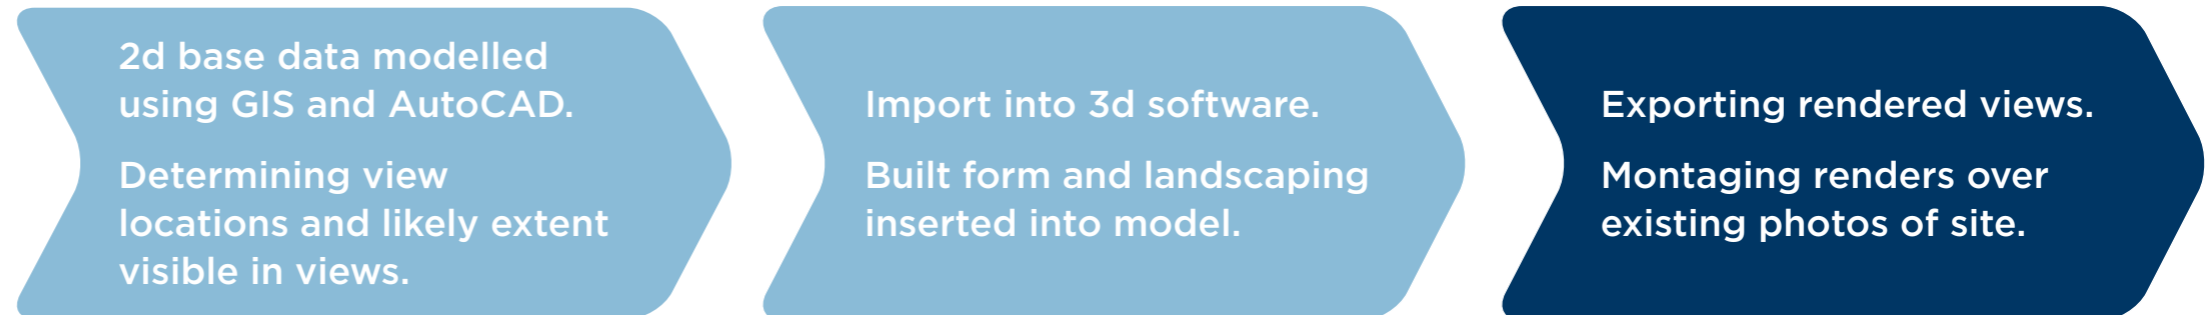 2d base data modelled
using GIS and AutoCAD.
Determining view
locations and likely extent
visible in views.
Import into 3d software.
Built form and landscaping
inserted into model.
Exporting rendered views.
Montaging renders over
existing photos of site.